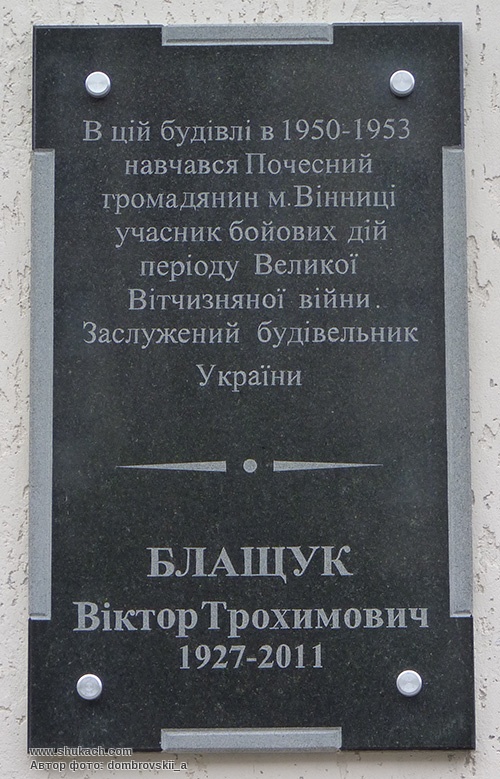 В цій будівлі в 1950-1953
навчався Почесний
громадянин м.Вінниці
учасник бойових дій
періоду Великої
Вітчизняної війни.
Заслужений будівельник
України
БЛАЩУК
Віктор Трохимович
1927-2011
www.shukach.com
Автор фото: dombrovskii_a